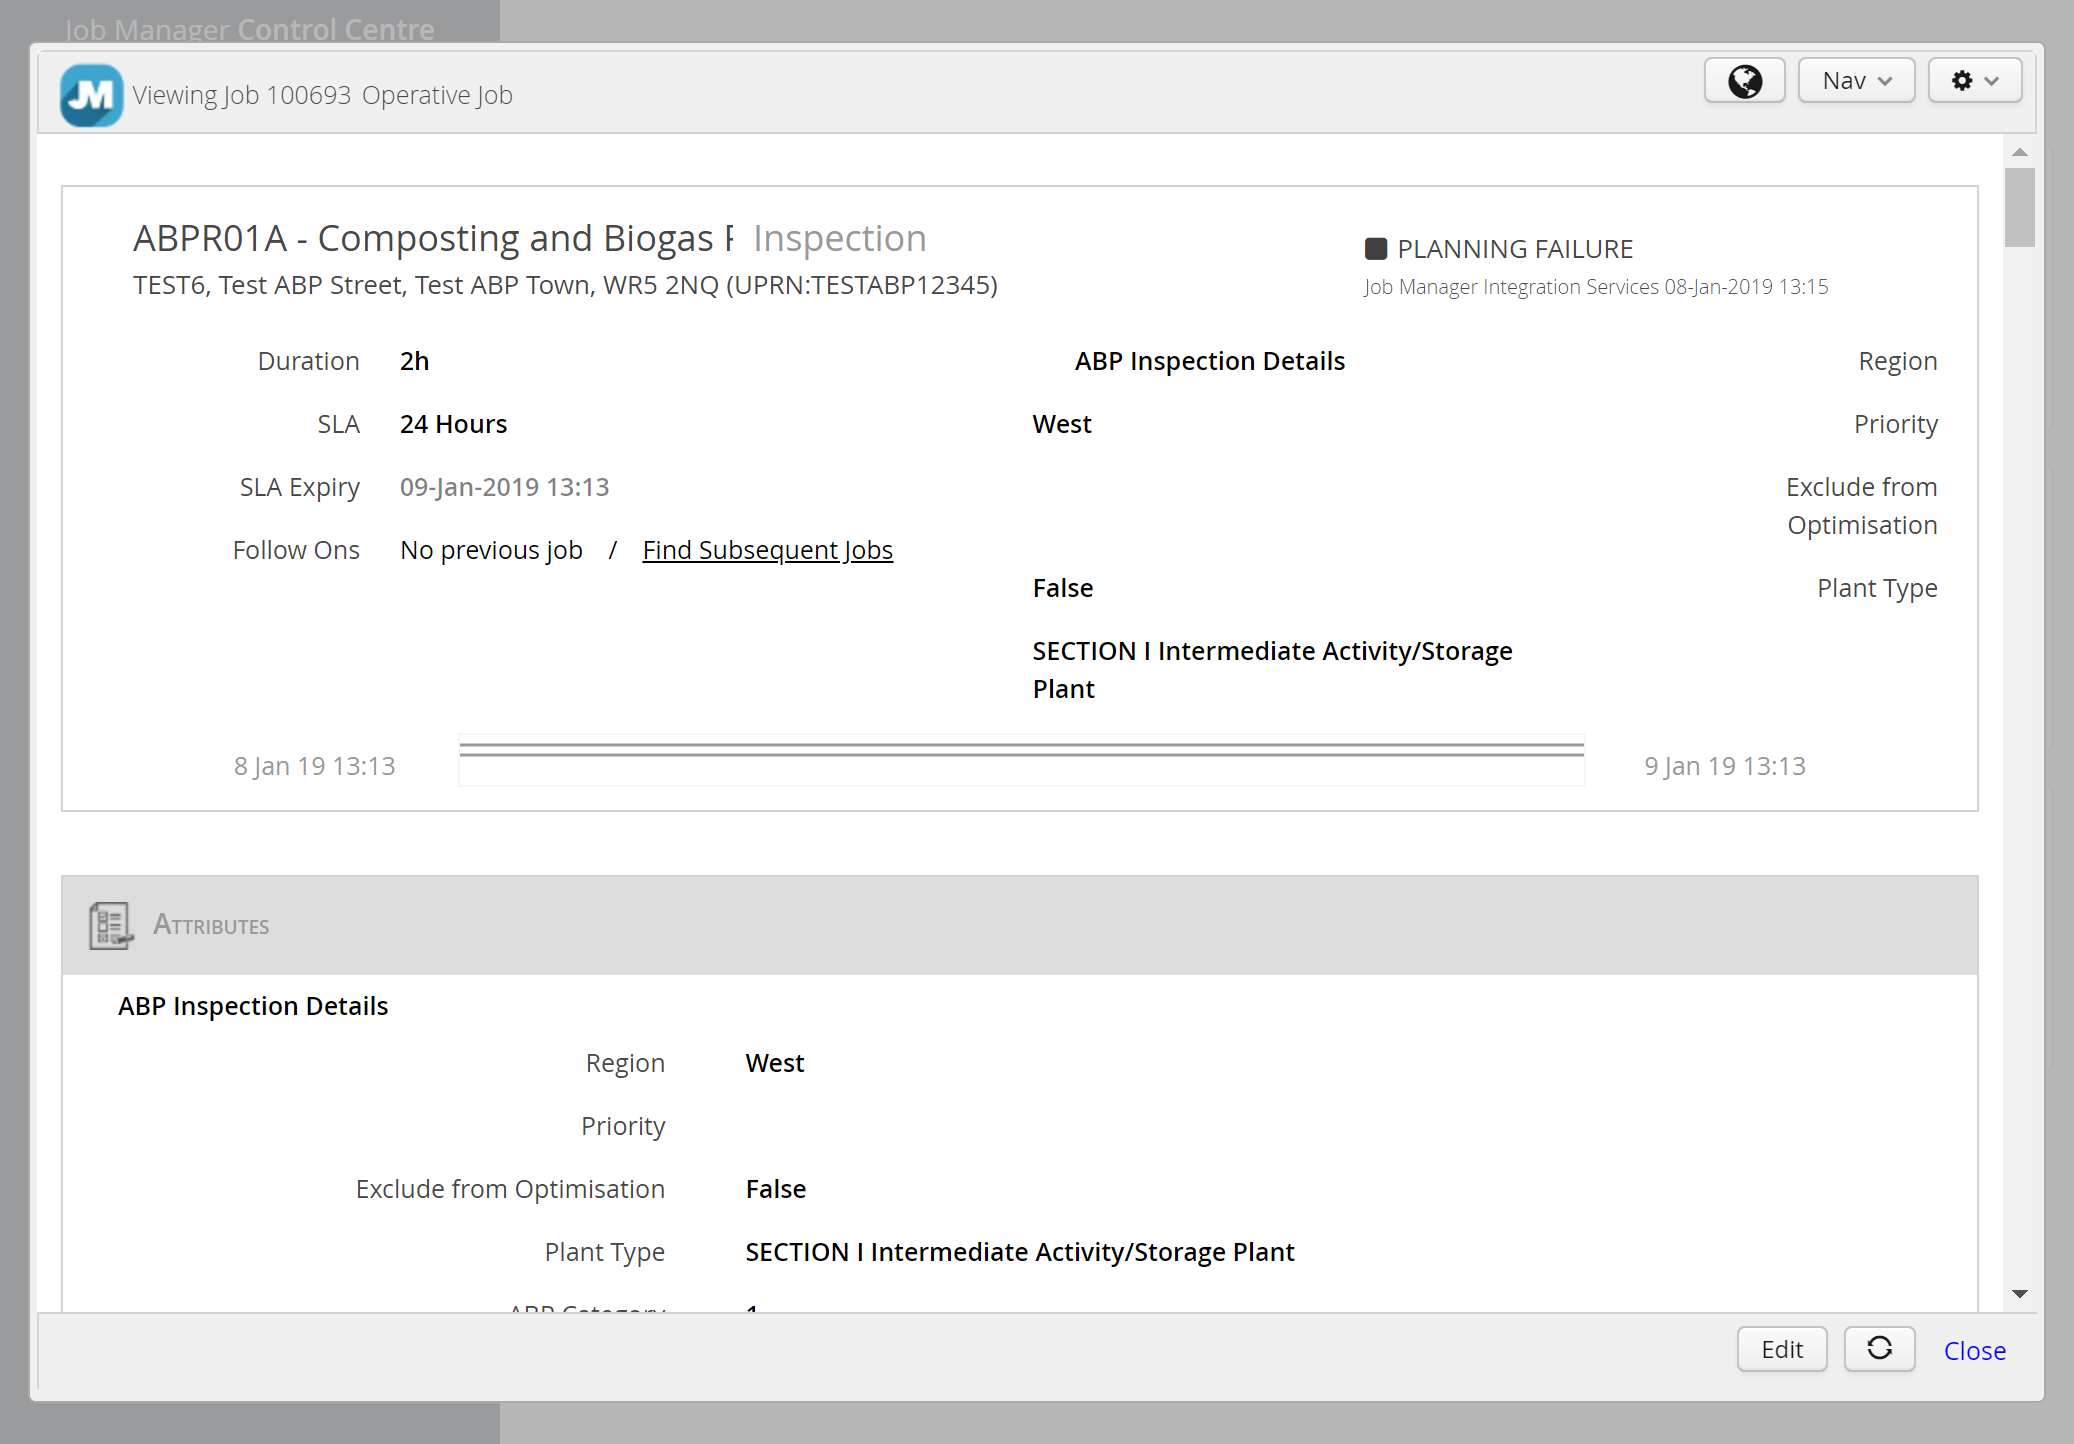 Job Manager Control Centre
JM
Viewing Job 100693 Operative Job
Nav
ABPR01A - Composting and Biogas Inspection
TEST6, Test ABP Street, Test ABP Town, WR5 2NQ (UPRN:TESTABP12345)
PLANNING FAILURE
Job Manager Integration Services 08-Jan-2019 13:15
Duration 2h
ABP Inspection Details
Region
SLA 24 Hours
West
Priority
SLA Expiry 09-Jan-2019 13:13
Exclude from
Optimisation
Follow Ons No previous job / Find Subsequent Jobs
False
Plant Type
SECTION I Intermediate Activity/Storage
Plant
8 Jan 19 13:13
9 Jan 19 13:13
Attributes
ABP Inspection Details
Region West
Priority
Exclude from Optimisation False
Plant Type SECTION I Intermediate Activity/Storage Plant
ABP Category 1
Edit
Close